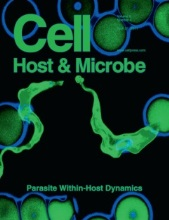 Cell
Host & Microbe
Parasite Within-Host Dynamics